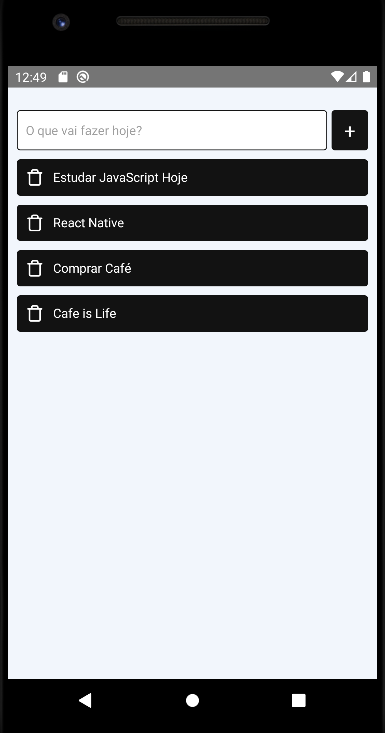 12:49
O que vai fazer hoje?
+
Estudar JavaScript Hoje
React Native
Comprar Café
Cafe is Life